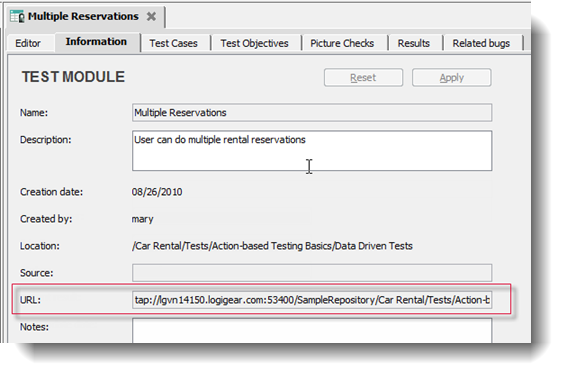 Multiple Reservations
Editor Information Test Cases Test Objectives Picture Checks Results Related bugs
TEST MODULE Reset Apply
Name: Multiple Reservations
Description: User can do multiple rental reservations
Creation date: 08/26/2010
Created by: mary
Location: /Car Rental/Tests/Action-based Testing Basics/Data Driven Tests
Source:
URL: tap://lgvn14150.logigear.com:53400/SampleRepository/Car Rental/Tests/Action-b
Notes: